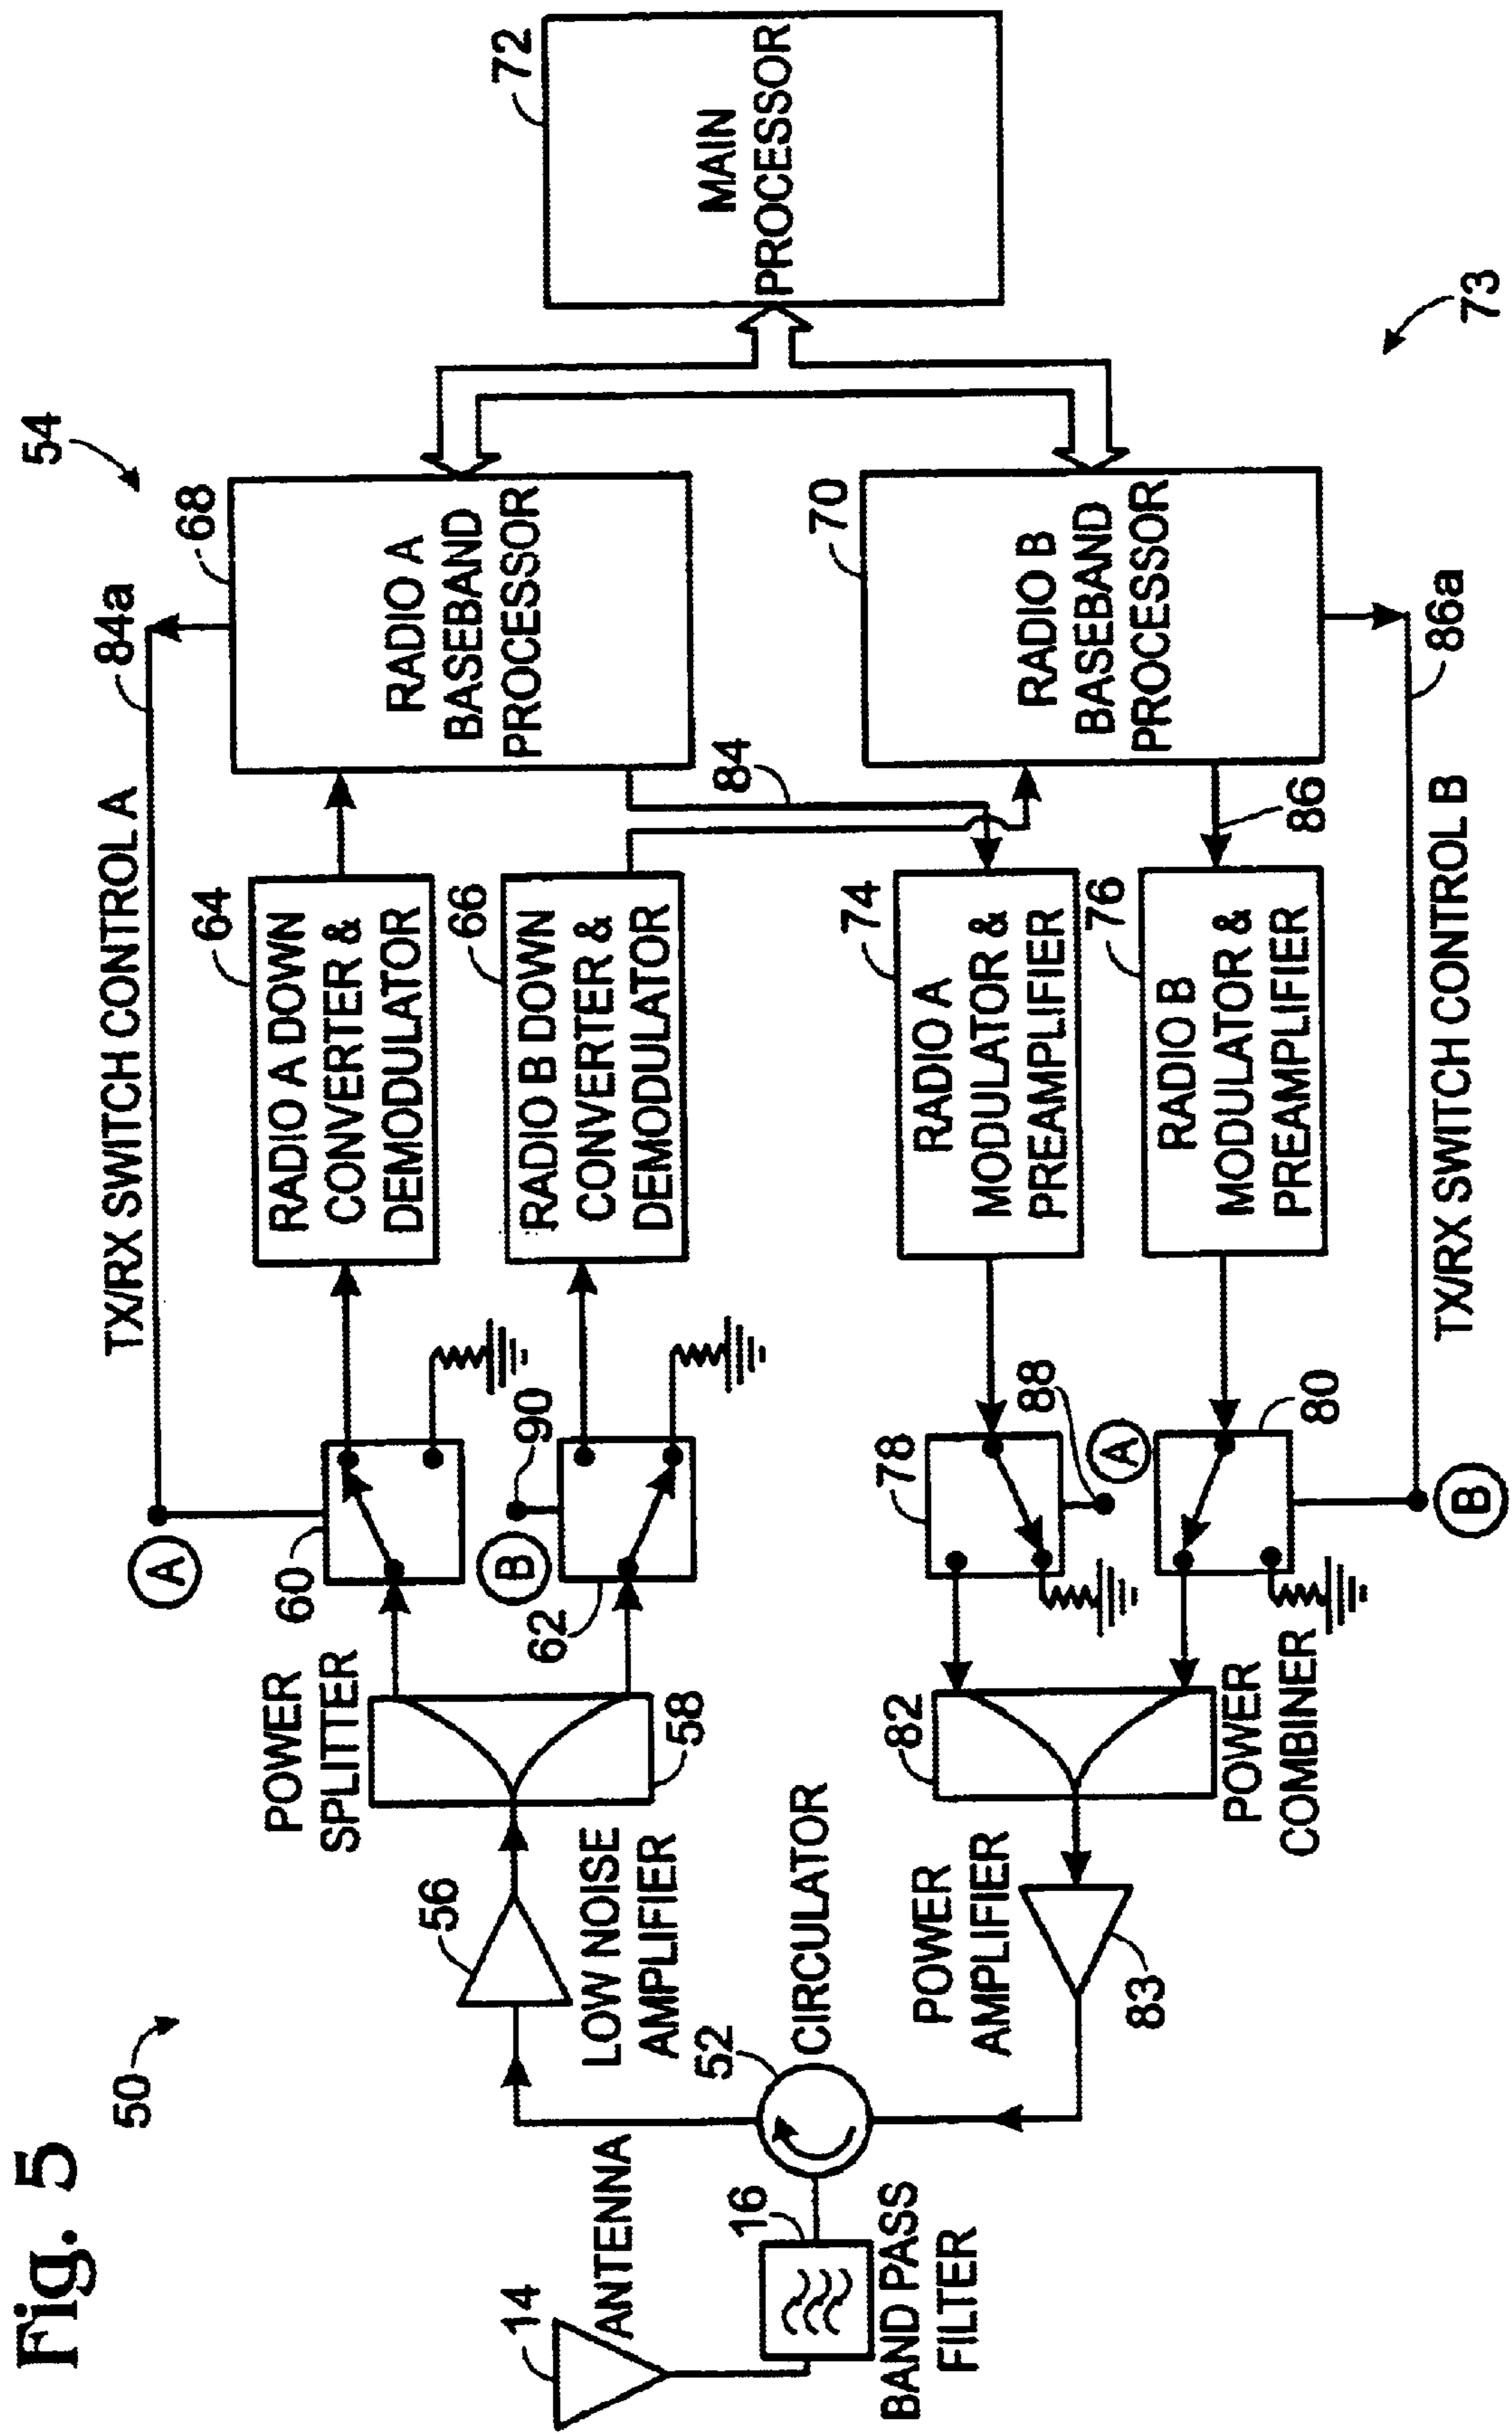 Fig. 5
50
54
TX/RX SWITCH CONTROL A
84a
A
60
64
RADIO A DOWN
CONVERTER &
DEMODULATOR
68
RADIO A
BASEBAND
PROCESSOR
72
MAIN
PROCESSOR
POWER
SPLITTER
58
B
90
62
66
RADIO B DOWN
CONVERTER &
DEMODULATOR
56
LOW NOISE
AMPLIFIER
14
ANTENNA
16
BAND PASS
FILTER
52
CIRCULATOR
84
POWER
AMPLIFIER
83
82
POWER
COMBINER
78
88
A
74
RADIO A
MODULATOR &
PREAMPLIFIER
70
RADIO B
BASEBAND
PROCESSOR
80
76
RADIO B
MODULATOR &
PREAMPLIFIER
86
B
TX/RX SWITCH CONTROL B
86a
73